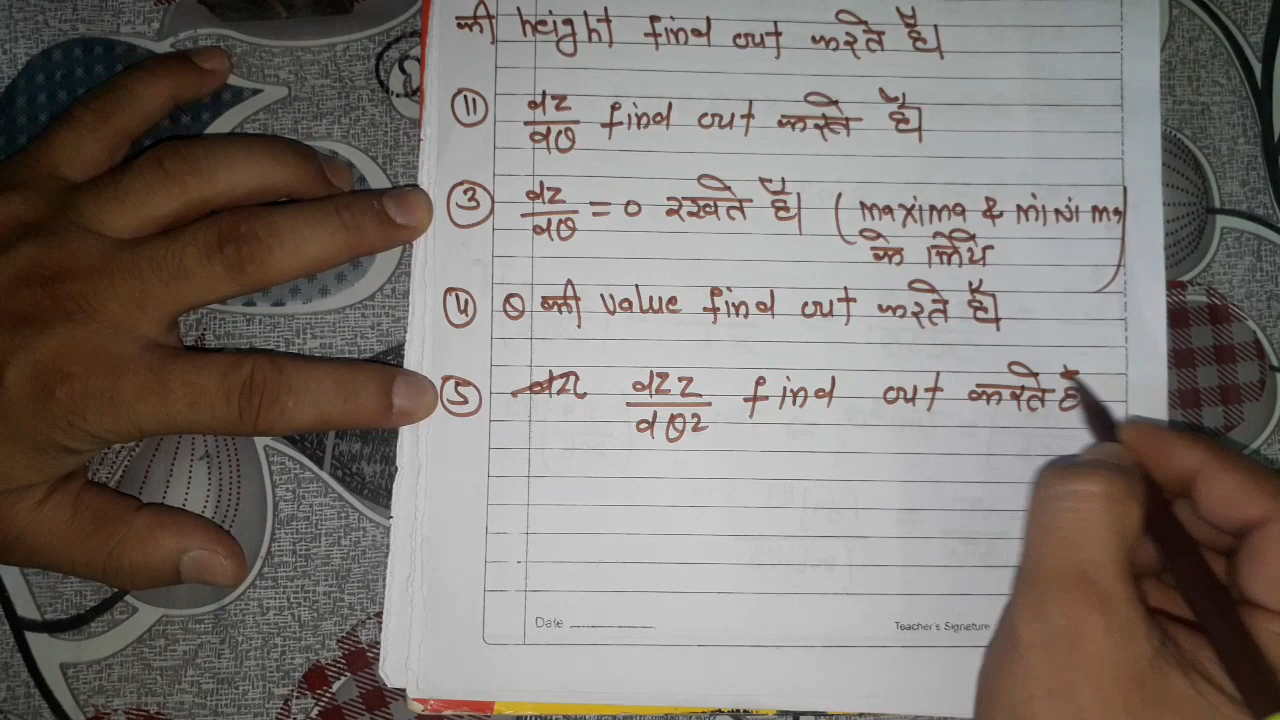 की height find out करते हैं।
(11) dz/dθ find out करते हैं।
(3) dz/dθ = 0 रखते हैं। (maxima & minima
के लिये)
(4) θ की value find out करते हैं।
(5) d2z/dθ2 find out करते हैं
Date
Teacher's Signature